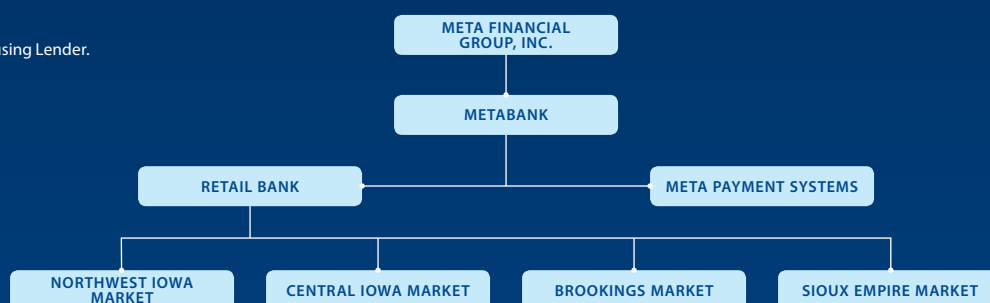 META FINANCIAL
GROUP, INC.
sing Lender.
METABANK
RETAIL BANK
META PAYMENT SYSTEMS
NORTHWEST IOWA
MARKET
CENTRAL IOWA MARKET
BROOKINGS MARKET
SIOUX EMPIRE MARKET